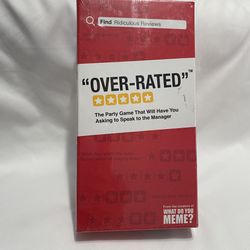 Find Ridiculous Reviews
“OVER-RATED”™
The Party Game That Will Have You
Asking to Speak to the Manager
From the creators of
WHAT DO YOU
MEME?